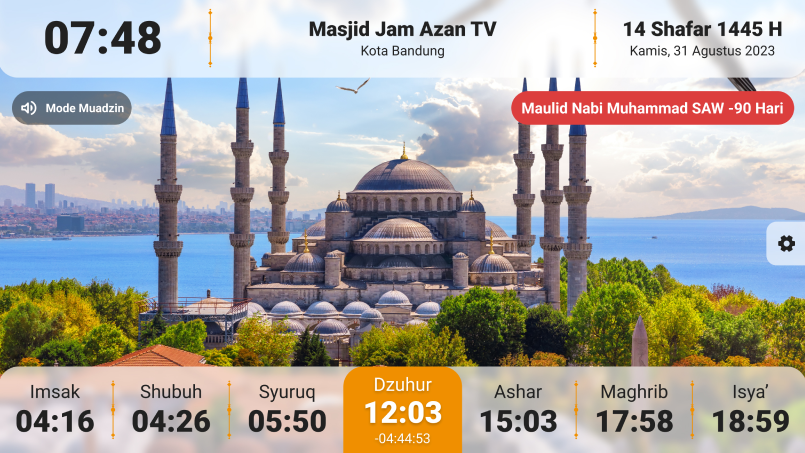 07:48
Masjid Jam Azan TV
Kota Bandung
14 Shafar 1445 H
Kamis, 31 Agustus 2023
Mode Muadzin
Maulid Nabi Muhammad SAW -90 Hari
Imsak
04:16
Shubuh
04:26
Syuruq
05:50
Dzuhur
12:03
-04:44:53
Ashar
15:03
Maghrib
17:58
Isya’
18:59